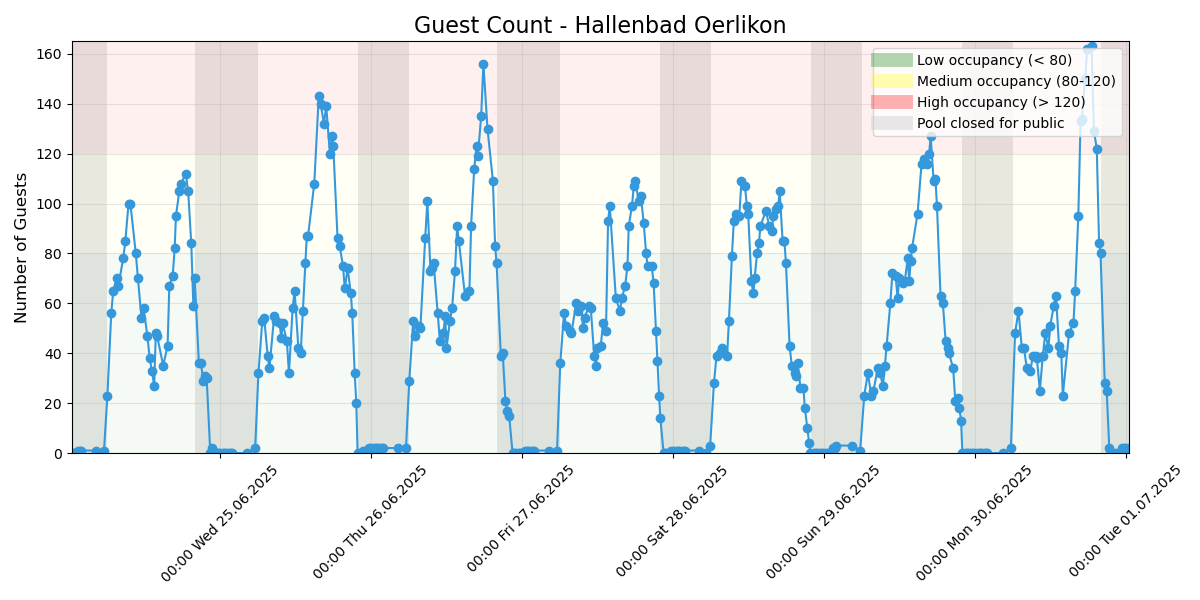 Guest Count - Hallenbad Oerlikon
Low occupancy (< 80)
Medium occupancy (80-120)
High occupancy (> 120)
Pool closed for public
Number of Guests
160
140
120
100
80
60
40
20
0
00:00 Wed 25.06.2025
00:00 Thu 26.06.2025
00:00 Fri 27.06.2025
00:00 Sat 28.06.2025
00:00 Sun 29.06.2025
00:00 Mon 30.06.2025
00:00 Tue 01.07.2025